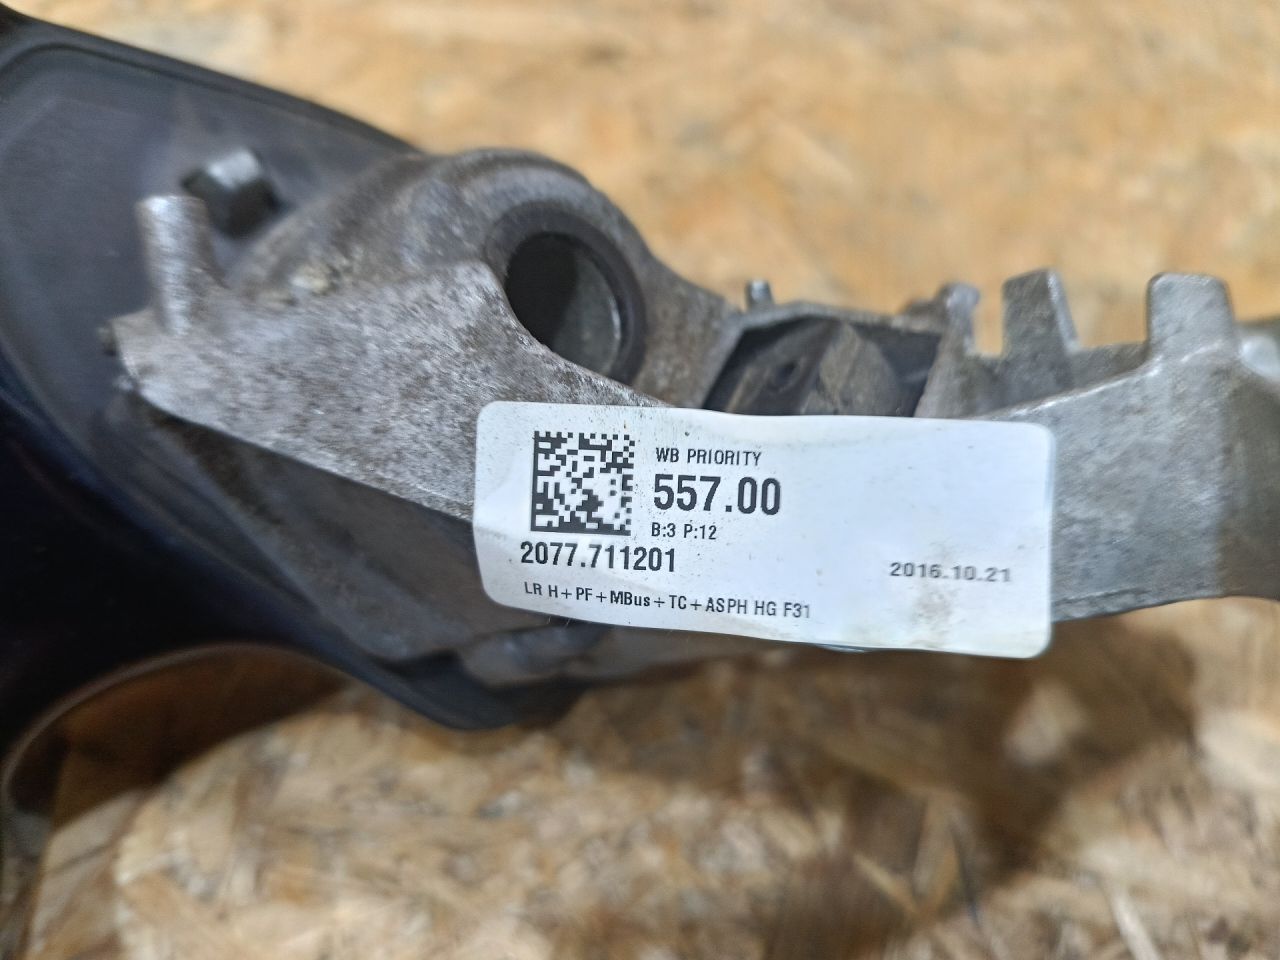 WB PRIORITY
557.00
B:3 P:12
2077.711201
2016.10.21
LR H+PF+MBus+TC+ASPH HG F31